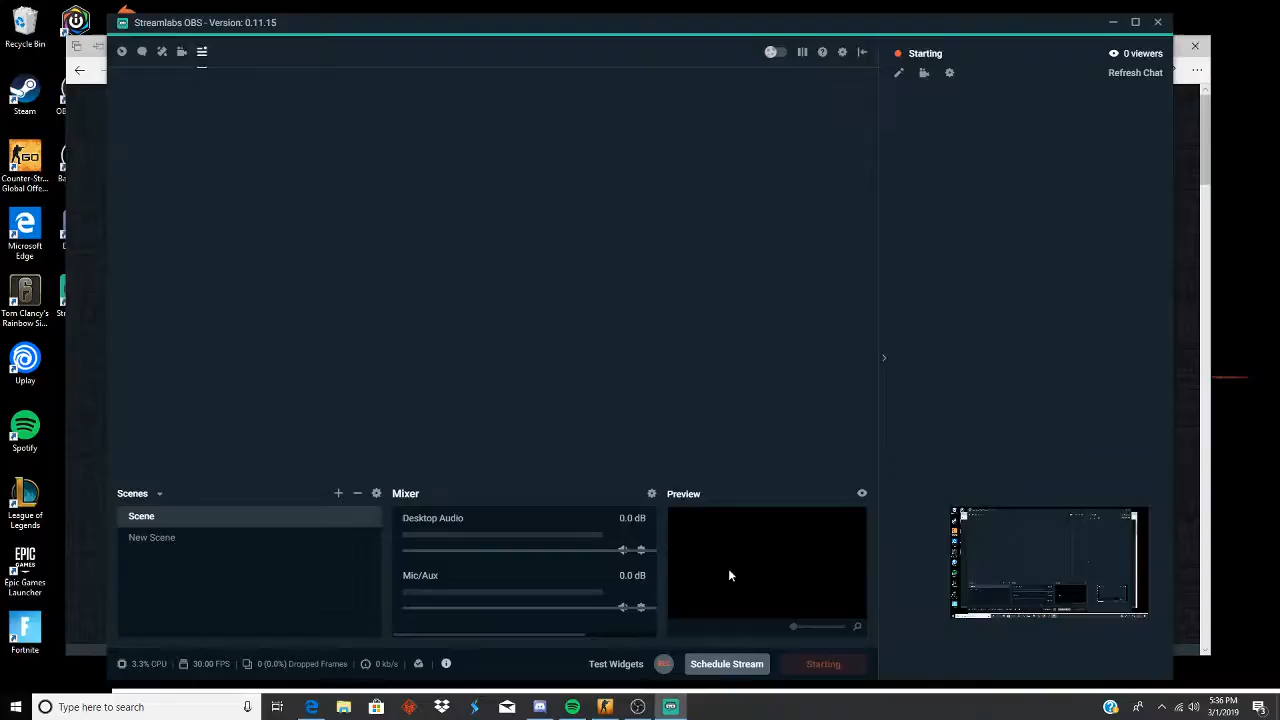 Streamlabs OBS - Version: 0.11.15
Recycle Bin
Steam
Counter-Str...
Global Offe...
Microsoft
Edge
Tom Clancy's
Rainbow Si...
Uplay
Spotify
League of
Legends
Epic Games
Launcher
Fortnite
Starting
0 viewers
Refresh Chat
Scenes
Scene
New Scene
Mixer
Desktop Audio
0.0 dB
Mic/Aux
0.0 dB
Preview
3.3% CPU
30.00 FPS
0 (0.0%) Dropped Frames
0 kb/s
Test Widgets
REC
Schedule Stream
Starting
Type here to search
5:36 PM
3/1/2019